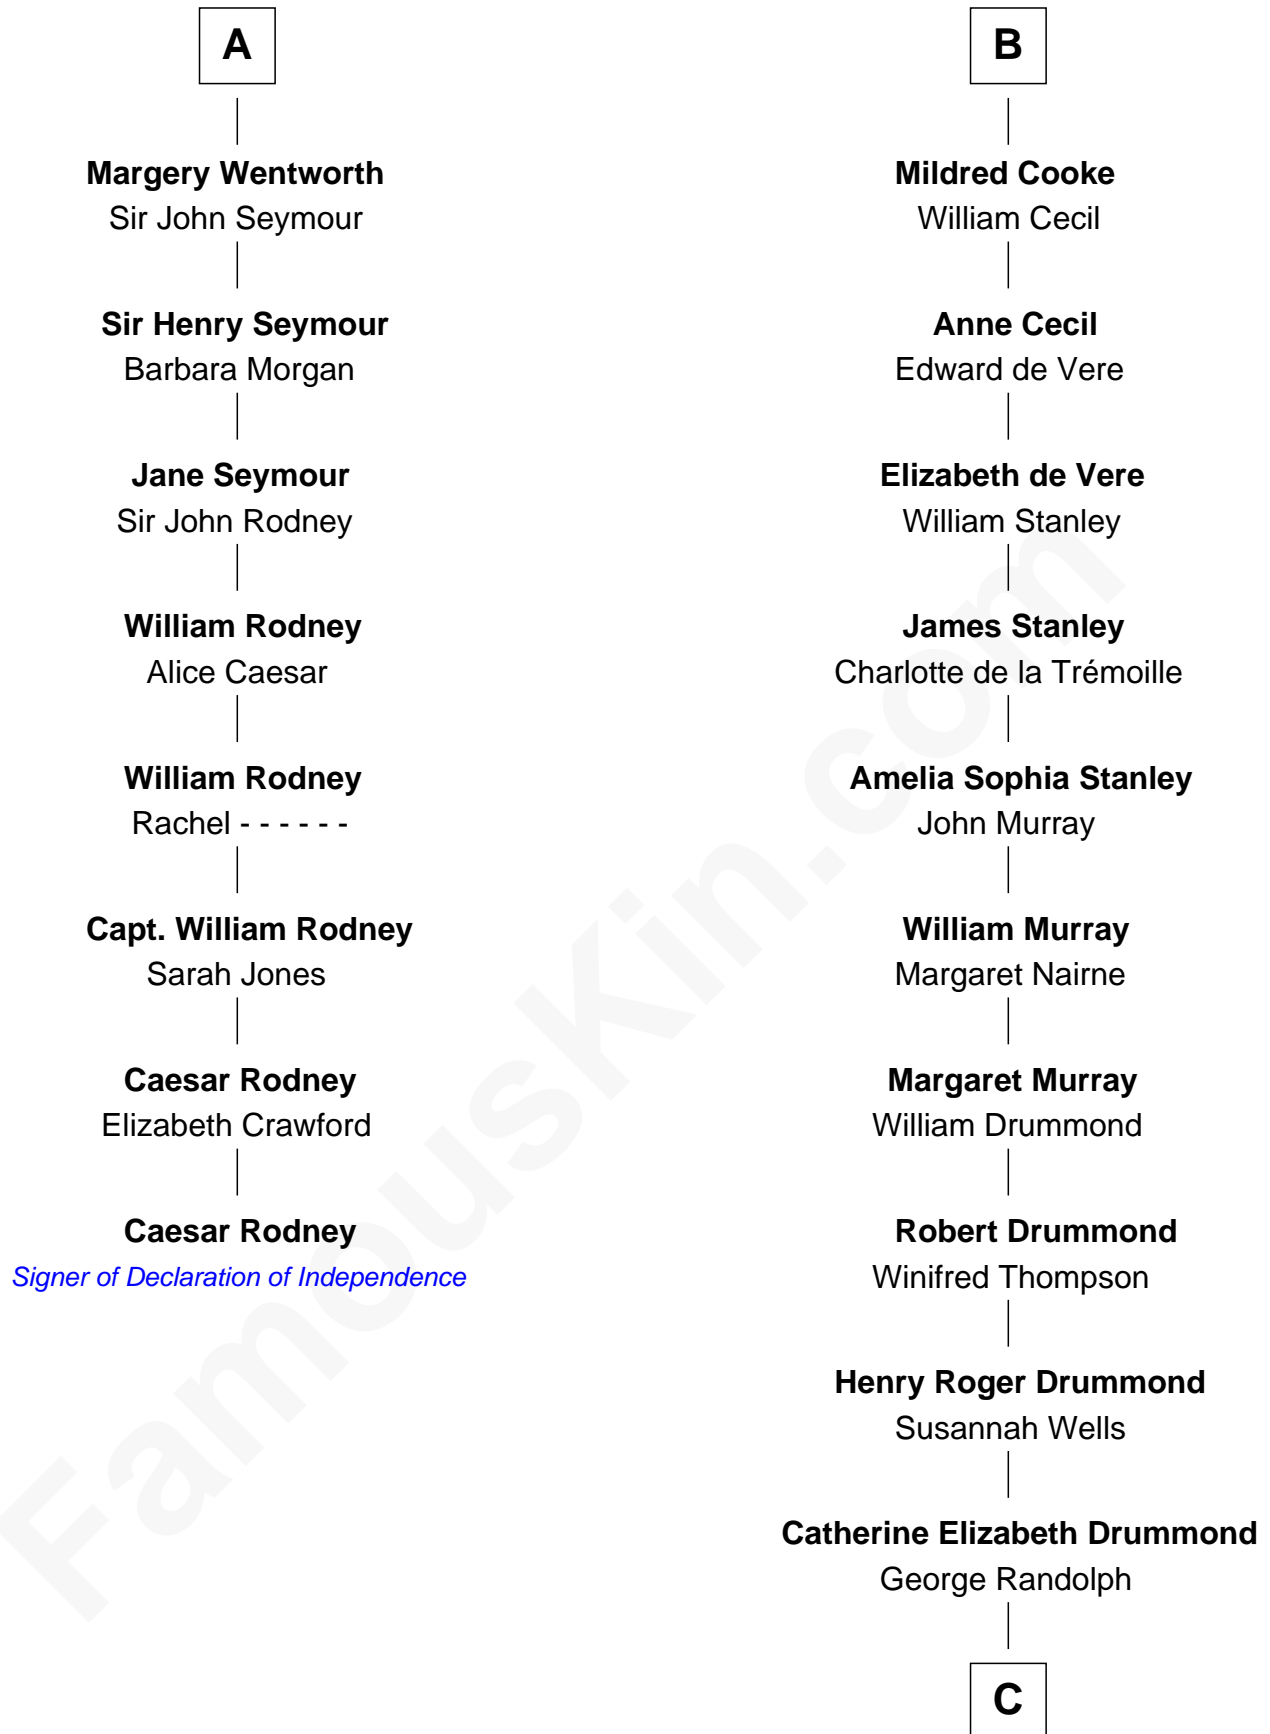 A
Margery Wentworth
Sir John Seymour
Sir Henry Seymour
Barbara Morgan
Jane Seymour
Sir John Rodney
William Rodney
Alice Caesar
William Rodney
Rachel - - - - - -
Capt. William Rodney
Sarah Jones
Caesar Rodney
Elizabeth Crawford
Caesar Rodney
Signer of Declaration of Independence
B
Mildred Cooke
William Cecil
Anne Cecil
Edward de Vere
Elizabeth de Vere
William Stanley
James Stanley
Charlotte de la Trémoille
Amelia Sophia Stanley
John Murray
William Murray
Margaret Nairne
Margaret Murray
William Drummond
Robert Drummond
Winifred Thompson
Henry Roger Drummond
Susannah Wells
Catherine Elizabeth Drummond
George Randolph
C
FamousKin.com